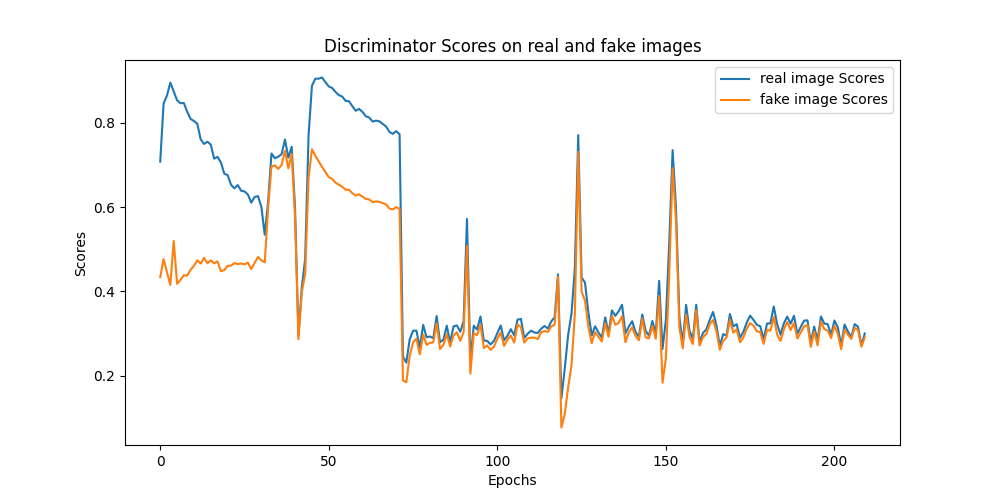 Discriminator Scores on real and fake images
real image Scores
fake image Scores
Scores
0.8
0.6
0.4
0.2
0 50 100 150 200
Epochs